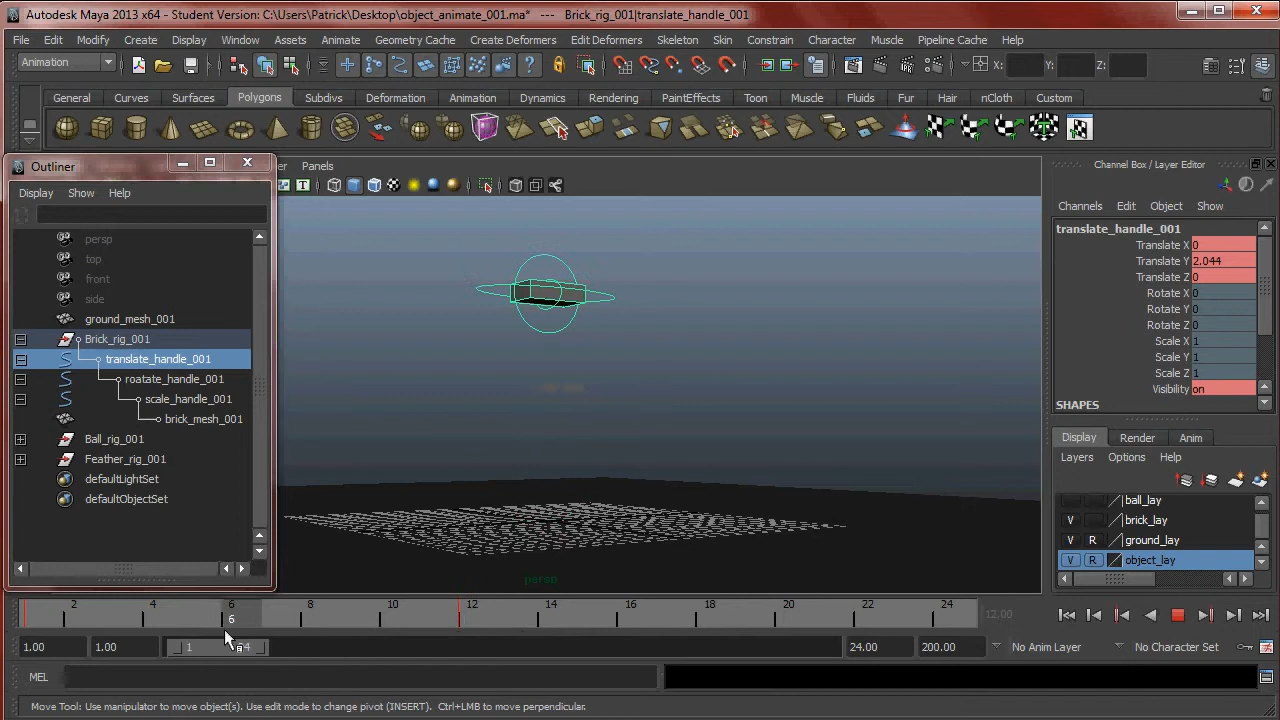 Autodesk Maya 2013 x64 - Student Version: C:\Users\Patrick\Desktop\object_animate_001.ma* --- Brick_rig_001|translate_handle_001
File Edit Modify Create Display Window Assets Animate Geometry Cache Create Deformers Edit Deformers Skeleton Skin Constrain Character Muscle Pipeline Cache Help
Animation X: Y: Z:
General Curves Surfaces Polygons Subdivs Deformation Animation Dynamics Rendering PaintEffects Toon Muscle Fluids Fur Hair nCloth Custom
Outliner
Display Show Help
persp
top
front
side
ground_mesh_001
Brick_rig_001
translate_handle_001
roatate_handle_001
scale_handle_001
brick_mesh_001
Ball_rig_001
Feather_rig_001
defaultLightSet
defaultObjectSet
Panels
persp
Channel Box / Layer Editor
Channels Edit Object Show
translate_handle_001
Translate X 0
Translate Y 2.044
Translate Z 0
Rotate X 0
Rotate Y 0
Rotate Z 0
Scale X 1
Scale Y 1
Scale Z 1
Visibility on
SHAPES
Display Render Anim
Layers Options Help
ball_lay
V brick_lay
V R ground_lay
V R object_lay
2 4 6 8 10 12 14 16 18 20 22 24
6
12.00
1.00 1.00 1 24 24.00 200.00 No Anim Layer No Character Set
MEL
Move Tool: Use manipulator to move object(s). Use edit mode to change pivot (INSERT). Ctrl+LMB to move perpendicular.